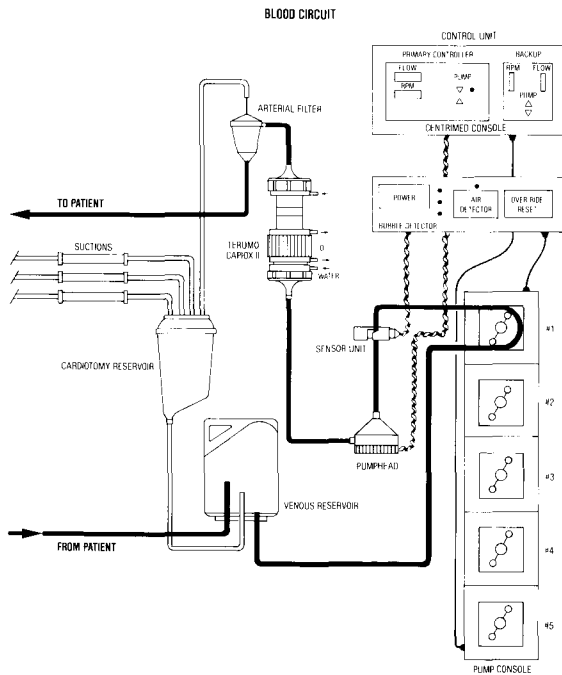 BLOOD CIRCUIT
CONTROL UNIT
PRIMARY CONTROLLER
BACKUP
FLOW
RPM
PUMP
RPM
FLOW
PUMP
CENTRIMED CONSOLE
ARTERIAL FILTER
POWER
AIR
DETECTOR
OVER RIDE
RESET
BUBBLE DETECTOR
TO PATIENT
SUCTIONS
TERUMO
CAPIOX II
O
WATER
#1
SENSOR UNIT
CARDIOTOMY RESERVOIR
#2
PUMPHEAD
#3
VENOUS RESERVOIR
FROM PATIENT
#4
#5
PUMP CONSOLE